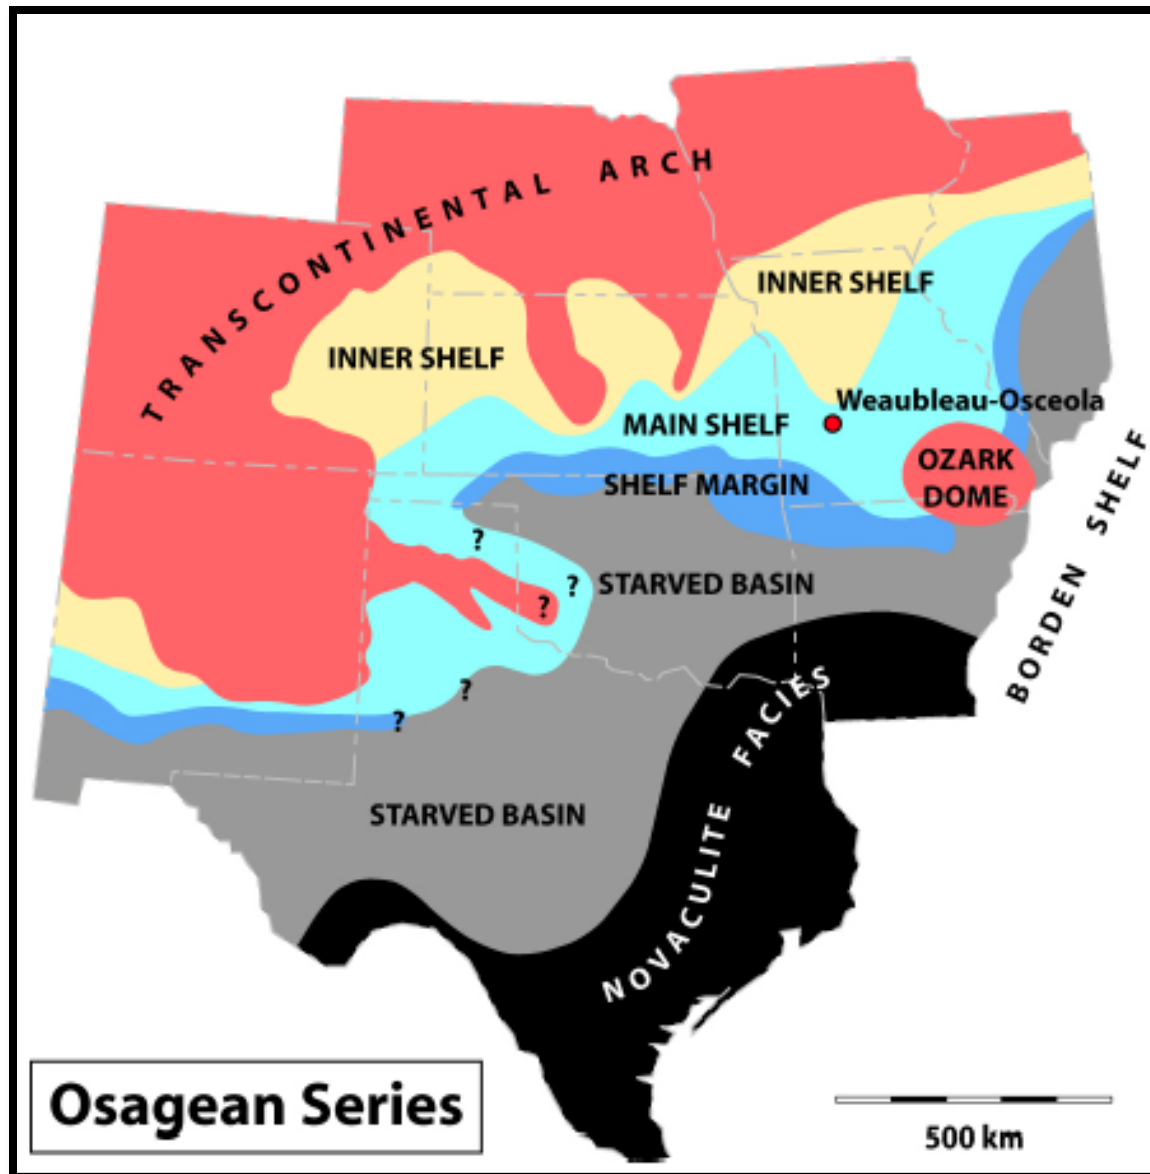 TRANSCONTINENTAL ARCH
INNER SHELF
INNER SHELF
Weaubleau-Osceola
MAIN SHELF
OZARK
DOME
SHELF MARGIN
BORDEN SHELF
?
?
STARVED BASIN
?
?
?
NOVACULITE FACIES
STARVED BASIN
Osagean Series
500 km